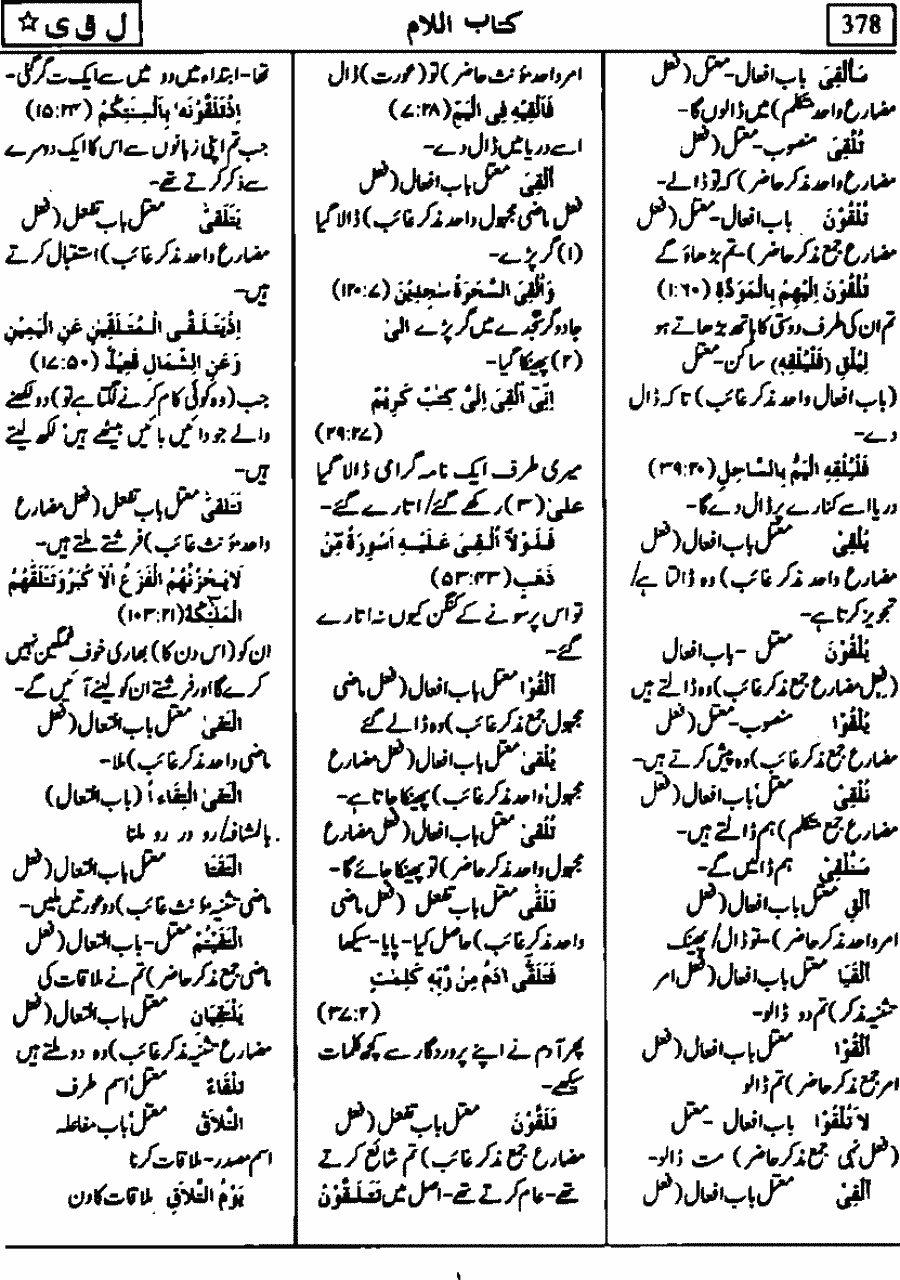 378
کتاب اللام
ل ق ی ☆
سَأُلْقِیْ باب افعال-معتل (فعل
مضارع واحد متکلم) میں ڈالوں گا-
تُلْقِیَ منصوب-معتل (فعل
مضارع واحد مذکر حاضر) کہ تو ڈالے-
تُلْقُوْنَ باب افعال-معتل (فعل
مضارع جمع مذکر حاضر)-تم بڑھاؤ گے
تُلْقُوْنَ اِلَیْهِمْ بِالْمَوَدَّۃِ (۱:۶۰)
تم ان کی طرف دوستی کا ہاتھ بڑھاتے ہو
لِیُلْقِ (فَلْیُلْقِهِ) ساکن-معتل
(باب افعال واحد مذکر غائب) تا کہ ڈال
دے-
فَلْیُلْقِهِ الْیَمُّ بِالسَّاحِلِ (۳۹:۲۰)
دریا اسے کنارے پر ڈال دے گا-
یُلْقِیْ معتل باب افعال (فعل
مضارع واحد مذکر غائب) وہ ڈالتا ہے/
تجویز کرتا ہے-
یُلْقُوْنَ معتل -باب افعال
(فعل مضارع جمع مذکر غائب) وہ ڈالتے ہیں
یُلْقُوْا منصوب-معتل (فعل
مضارع جمع مذکر غائب) وہ پیش کرتے ہیں-
نُلْقِیْ معتل باب افعال (فعل
مضارع جمع متکلم) ہم ڈالتے ہیں-
سَنُلْقِیْ ہم ڈالیں گے-
اَلْقِ معتل باب افعال (فعل
امر واحد مذکر حاضر)-تو ڈال/پھینک
اَلْقِیَا معتل باب افعال (فعل امر
تثنیہ مذکر) تم دو ڈالو-
اَلْقُوْا معتل باب افعال (فعل
امر جمع مذکر حاضر) تم ڈالو
لَا تُلْقُوْا باب افعال -معتل
(فعل نہی جمع مذکر حاضر) مت ڈالو-
اَلْقِیْ معتل باب افعال (فعل
امر واحد مؤنث حاضر) تو (عورت) ڈال
فَاَلْقِیْهِ فِی الْیَمِّ (۷:۲۸)
اسے دریا میں ڈال دے-
اُلْقِیَ معتل باب افعال (فعل
فعل ماضی مجہول واحد مذکر غائب) ڈالا گیا
(۱) گر پڑے-
وَاُلْقِیَ السَّحَرَۃُ سٰجِدِیْنَ (۱۲۰:۷)
جادوگر سجدے میں گر پڑے الیٰ
(۲) پھینکا گیا-
اِنِّیْ اُلْقِیَ اِلَیَّ کِتٰبٌ کَرِیْمٌ
(۲۹:۲۷)
میری طرف ایک نامہ گرامی ڈالا گیا
علیٰ (۳) رکھے گئے/اتارے گئے-
فَلَوْلَا اُلْقِیَ عَلَیْهِ اَسْوِرَۃٌ مِّنْ
ذَهَبٍ (۵۳:۴۳)
تو اس پر سونے کے کنگن کیوں نہ اتارے
گئے-
اُلْقُوْا معتل باب افعال (فعل ماضی
مجہول جمع مذکر غائب) وہ ڈالے گئے
یُلْقٰی معتل باب افعال (فعل مضارع
مجہول واحد مذکر غائب) پھینکا جاتا ہے-
تُلْقٰی معتل باب افعال (فعل مضارع
مجہول واحد مذکر حاضر) تو پھینکا جائے گا-
تَلَقّٰی معتل باب تفعل (فعل ماضی
واحد مذکر غائب) حاصل کیا-پایا-سیکھا
فَتَلَقّٰی اٰدَمُ مِنْ رَّبِّهٖ کَلِمٰتٍ
(۳۷:۲)
پھر آدم نے اپنے پروردگار سے کچھ کلمات
سیکھے-
تَلَقَّوْنَ معتل باب تفعل (فعل
مضارع جمع مذکر غائب) تم شائع کرتے
تھے-عام کرتے تھے-اصل میں تَتَلَقَّوْنَ
تھا-ابتداء میں دو میں سے ایک ت گر گئی-
اِذْ تَلَقَّوْنَهٗ بِاَلْسِنَتِکُمْ (۱۵:۲۴)
جب تم اپنی زبانوں سے اس کا ایک دوسرے
سے ذکر کرتے تھے-
یَتَلَقّٰی معتل باب تفعل (فعل
مضارع واحد مذکر غائب) استقبال کرتے
ہیں-
اِذْ یَتَلَقَّی الْمُتَلَقِّیٰنِ عَنِ الْیَمِیْنِ
وَعَنِ الشِّمَالِ قَعِیْدٌ (۱۷:۵۰)
جب (وہ کوئی کام کرنے لگتا ہے تو) دو لکھنے
والے جو دائیں بائیں بیٹھے ہیں لکھ لیتے
ہیں-
تَتَلَقّٰی معتل باب تفعل (فعل مضارع
واحد مؤنث غائب) فرشتے ملتے ہیں-
لَا یَحْزُنُهُمُ الْفَزَعُ الْاَکْبَرُ وَتَتَلَقّٰهُمُ
الْمَلٰٓئِکَۃُ (۱۰۳:۲۱)
ان کو (اس دن کا) بھاری خوف غمگین نہیں
کرے گا اور فرشتے ان کو لینے آئیں گے-
اِلْتَقٰی معتل باب افتعال (فعل
ماضی واحد مذکر غائب) ملا-
اِلْتَقٰی اِلْتِقَاءً (باب افتعال)
بالمشافہ/رو در رو ملنا
اِلْتَقَتَا معتل باب افتعال (فعل
ماضی تثنیہ مؤنث غائب) دو عورتیں ملیں-
اِلْتَقَیْتُمْ معتل-باب افتعال (فعل
ماضی جمع مذکر حاضر) تم نے ملاقات کی
یَلْتَقِیَانِ معتل باب افتعال (فعل
مضارع تثنیہ مذکر غائب) وہ دو ملتے ہیں
تِلْقَاءَ معتل اسم ظرف
التَّلَاقِ معتل باب مفاعلہ
اسم مصدر-ملاقات کرنا
یَوْمُ التَّلَاقِ ملاقات کا دن